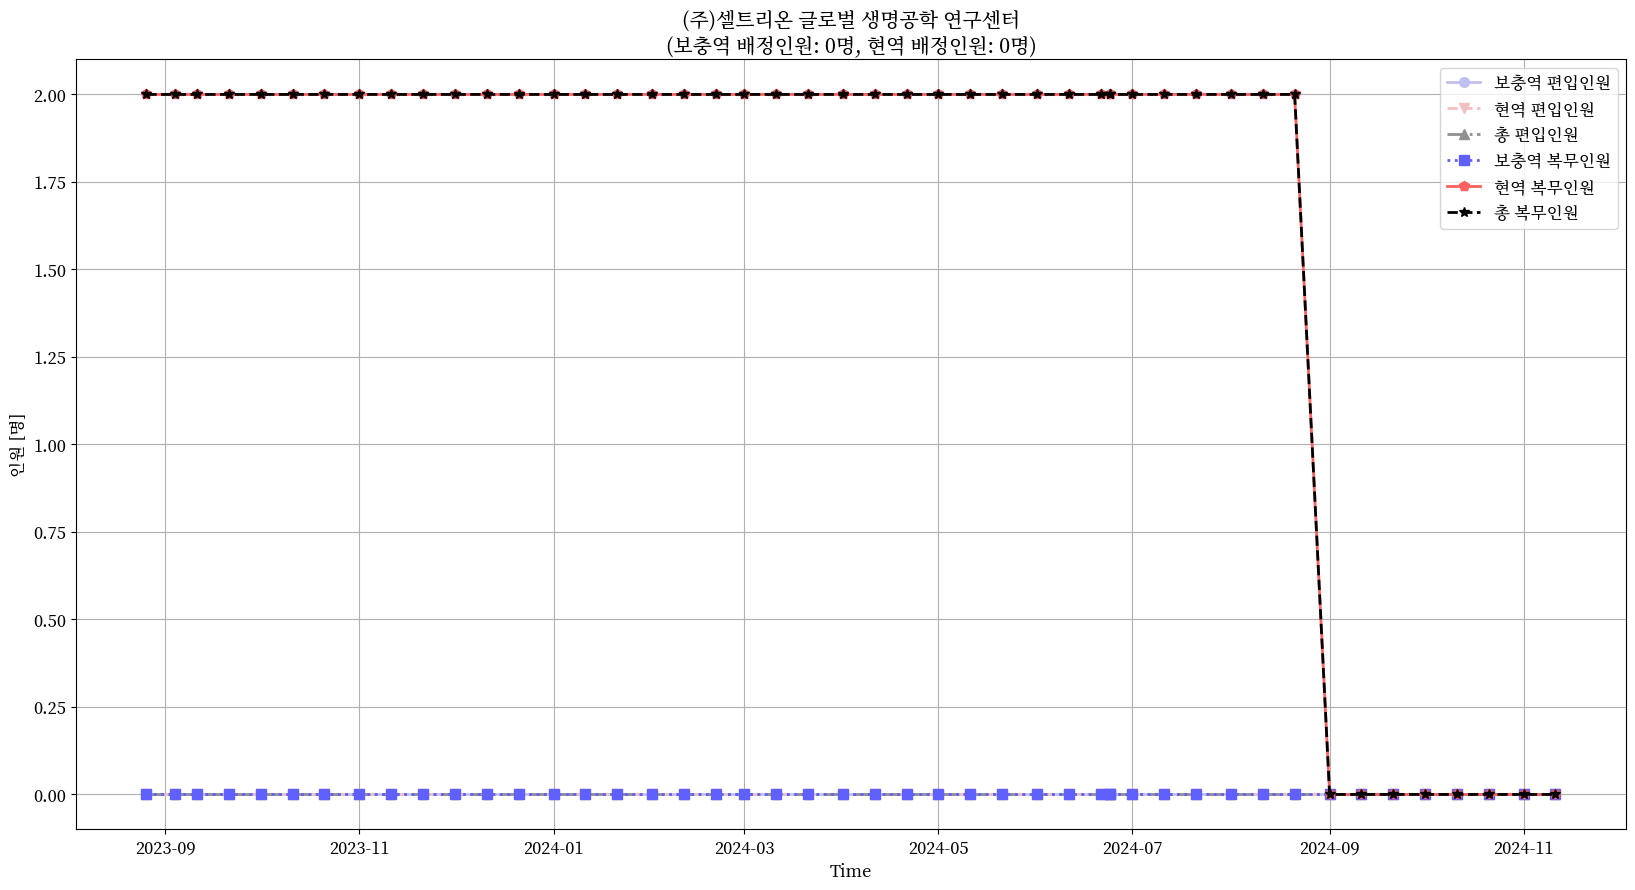 (주)셀트리온 글로벌 생명공학 연구센터
(보충역 배정인원: 0명, 현역 배정인원: 0명)
보충역 편입인원
현역 편입인원
총 편입인원
보충역 복무인원
현역 복무인원
총 복무인원
인원 [명]
2.00
1.75
1.50
1.25
1.00
0.75
0.50
0.25
0.00
2023-09 2023-11 2024-01 2024-03 2024-05 2024-07 2024-09 2024-11
Time